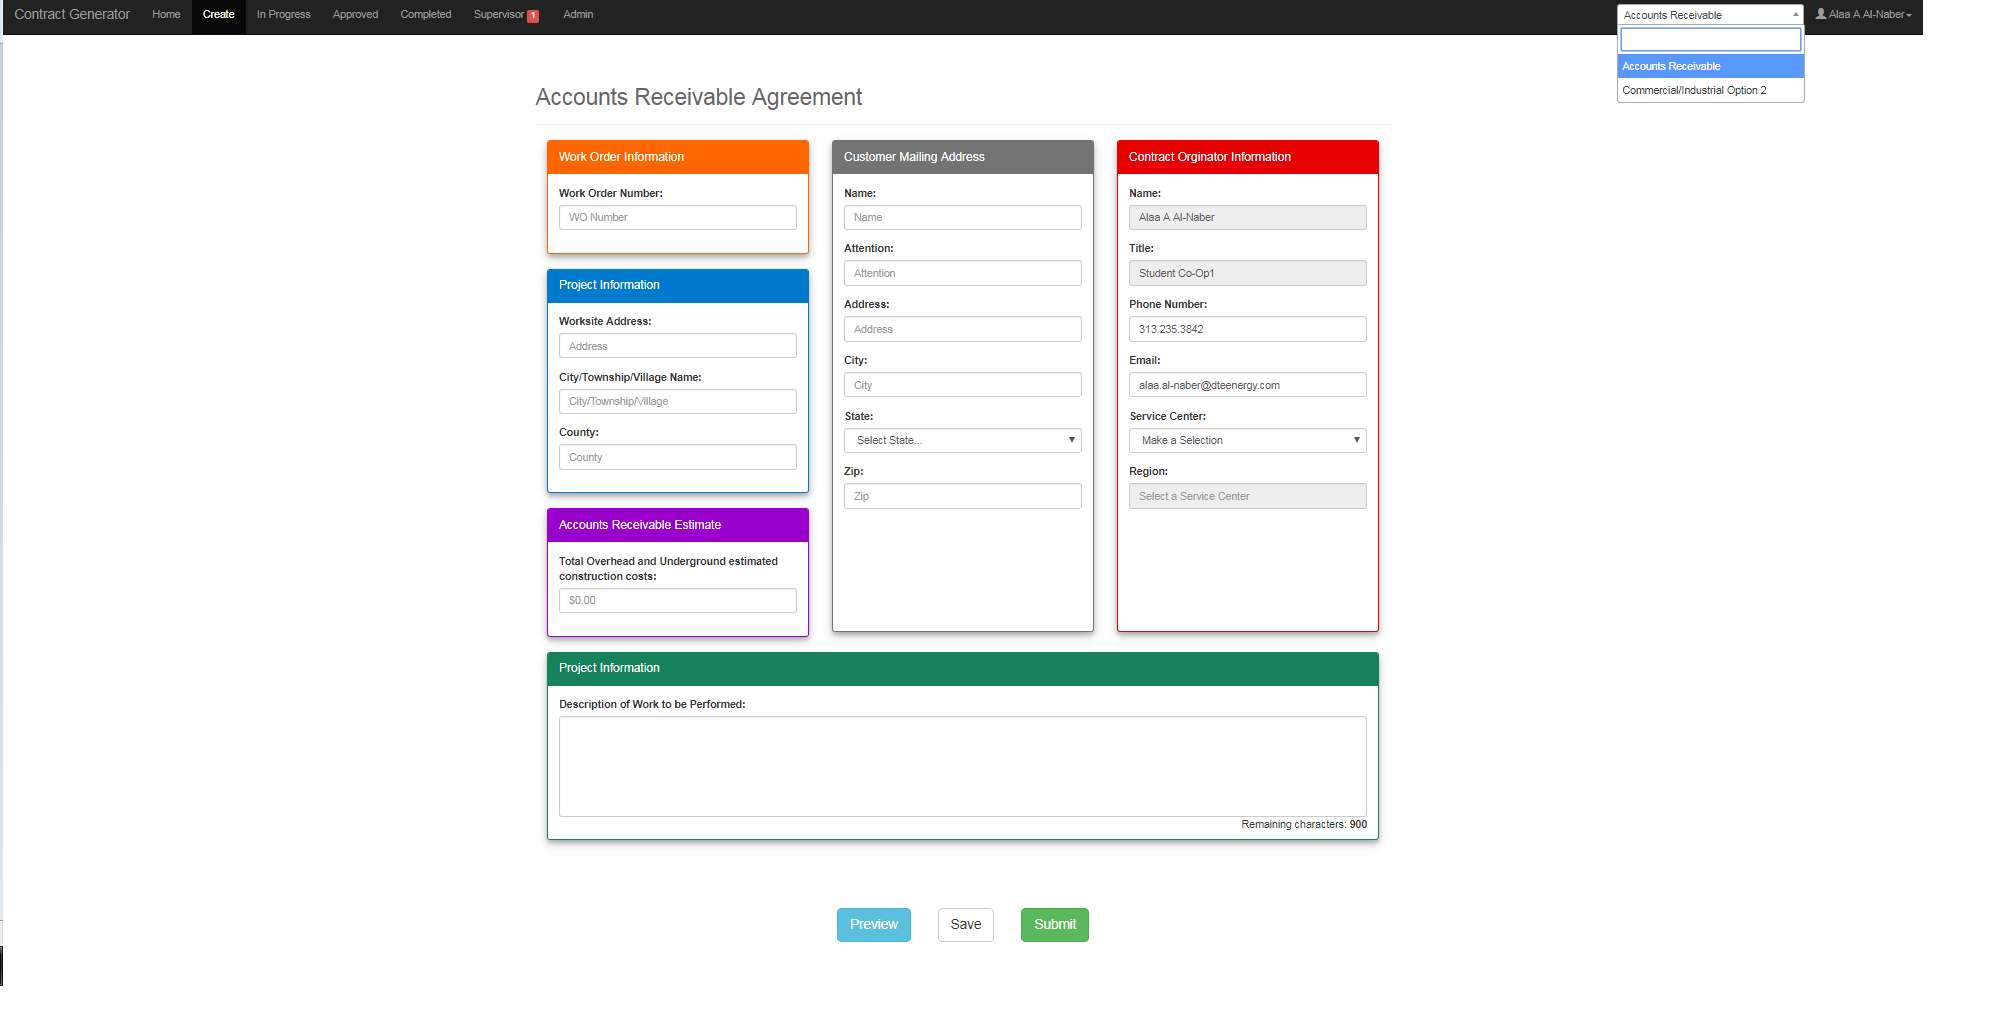 Contract Generator Home Create In Progress Approved Completed Supervisor 1 Admin Accounts Receivable Alaa A Al-Naber
Accounts Receivable
Commercial/Industrial Option 2
Accounts Receivable Agreement
Work Order Information
Work Order Number:
WO Number
Project Information
Worksite Address:
Address
City/Township/Village Name:
City/Township/Village
County:
County
Accounts Receivable Estimate
Total Overhead and Underground estimated
construction costs:
$0.00
Customer Mailing Address
Name:
Name
Attention:
Attention
Address:
Address
City:
City
State:
Select State...
Zip:
Zip
Contract Orginator Information
Name:
Alaa A Al-Naber
Title:
Student Co-Op1
Phone Number:
313.235.3842
Email:
alaa.al-naber@dteenergy.com
Service Center:
Make a Selection
Region:
Select a Service Center
Project Information
Description of Work to be Performed:
Remaining characters: 900
Preview Save Submit